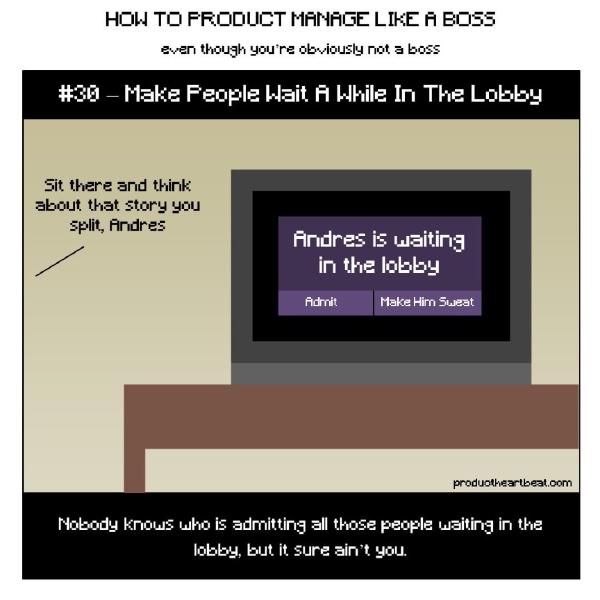 HOW TO PRODUCT MANAGE LIKE A BOSS
even though you're obviously not a boss
#30 – Make People Wait A While In The Lobby
Sit there and think
about that story you
split, Andres
Andres is waiting
in the lobby
Admit
Make Him Sweat
productheartbeat.com
Nobody knows who is admitting all those people waiting in the
lobby, but it sure ain't you.